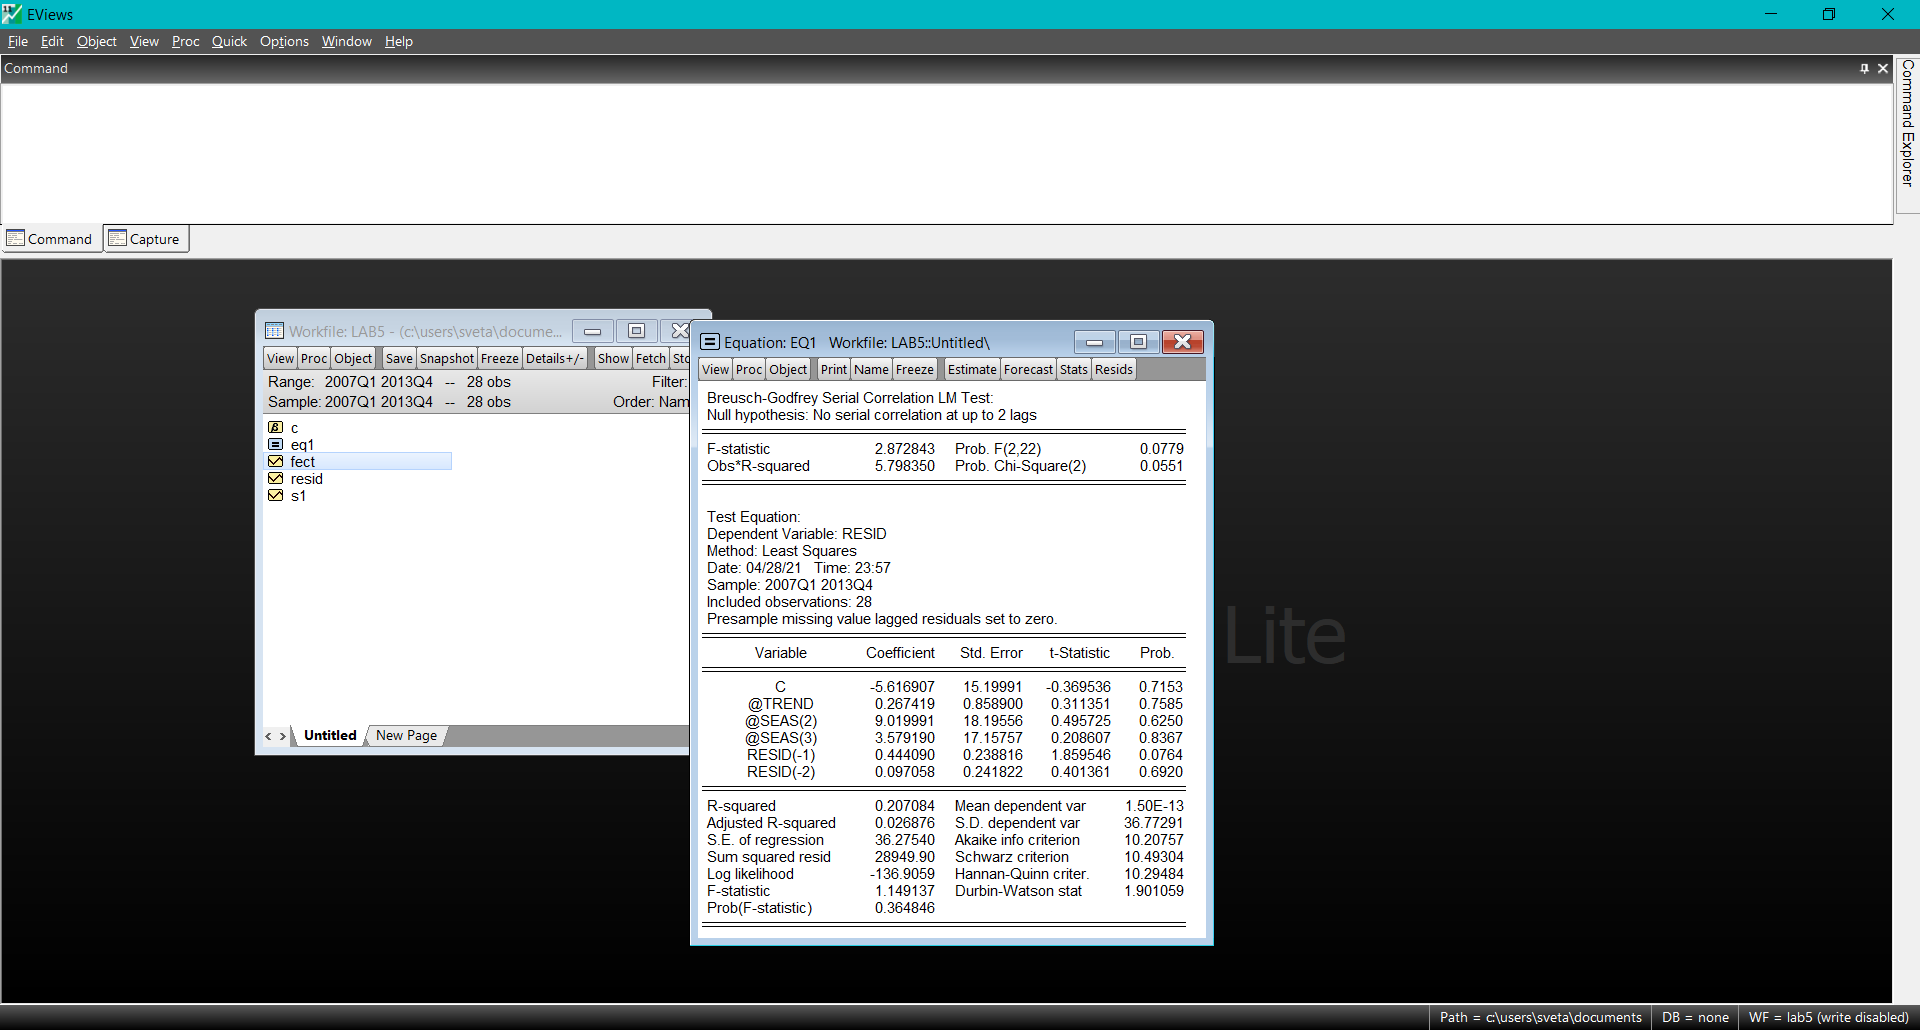 EViews
File Edit Object View Proc Quick Options Window Help
Command
Command Explorer
Command Capture
Workfile: LAB5 - (c:\users\sveta\docume...
View Proc Object Save Snapshot Freeze Details+/- Show Fetch Sto
Range: 2007Q1 2013Q4 -- 28 obs Filter:
Sample: 2007Q1 2013Q4 -- 28 obs Order: Nam
c
eq1
fect
resid
s1
Untitled New Page
Equation: EQ1 Workfile: LAB5::Untitled\
View Proc Object Print Name Freeze Estimate Forecast Stats Resids
Breusch-Godfrey Serial Correlation LM Test:
Null hypothesis: No serial correlation at up to 2 lags
F-statistic 2.872843 Prob. F(2,22) 0.0779
Obs*R-squared 5.798350 Prob. Chi-Square(2) 0.0551
Test Equation:
Dependent Variable: RESID
Method: Least Squares
Date: 04/28/21 Time: 23:57
Sample: 2007Q1 2013Q4
Included observations: 28
Presample missing value lagged residuals set to zero.
Variable Coefficient Std. Error t-Statistic Prob.
C -5.616907 15.19991 -0.369536 0.7153
@TREND 0.267419 0.858900 0.311351 0.7585
@SEAS(2) 9.019991 18.19556 0.495725 0.6250
@SEAS(3) 3.579190 17.15757 0.208607 0.8367
RESID(-1) 0.444090 0.238816 1.859546 0.0764
RESID(-2) 0.097058 0.241822 0.401361 0.6920
R-squared 0.207084 Mean dependent var 1.50E-13
Adjusted R-squared 0.026876 S.D. dependent var 36.77291
S.E. of regression 36.27540 Akaike info criterion 10.20757
Sum squared resid 28949.90 Schwarz criterion 10.49304
Log likelihood -136.9059 Hannan-Quinn criter. 10.29484
F-statistic 1.149137 Durbin-Watson stat 1.901059
Prob(F-statistic) 0.364846
Lite
Path = c:\users\sveta\documents DB = none WF = lab5 (write disabled)